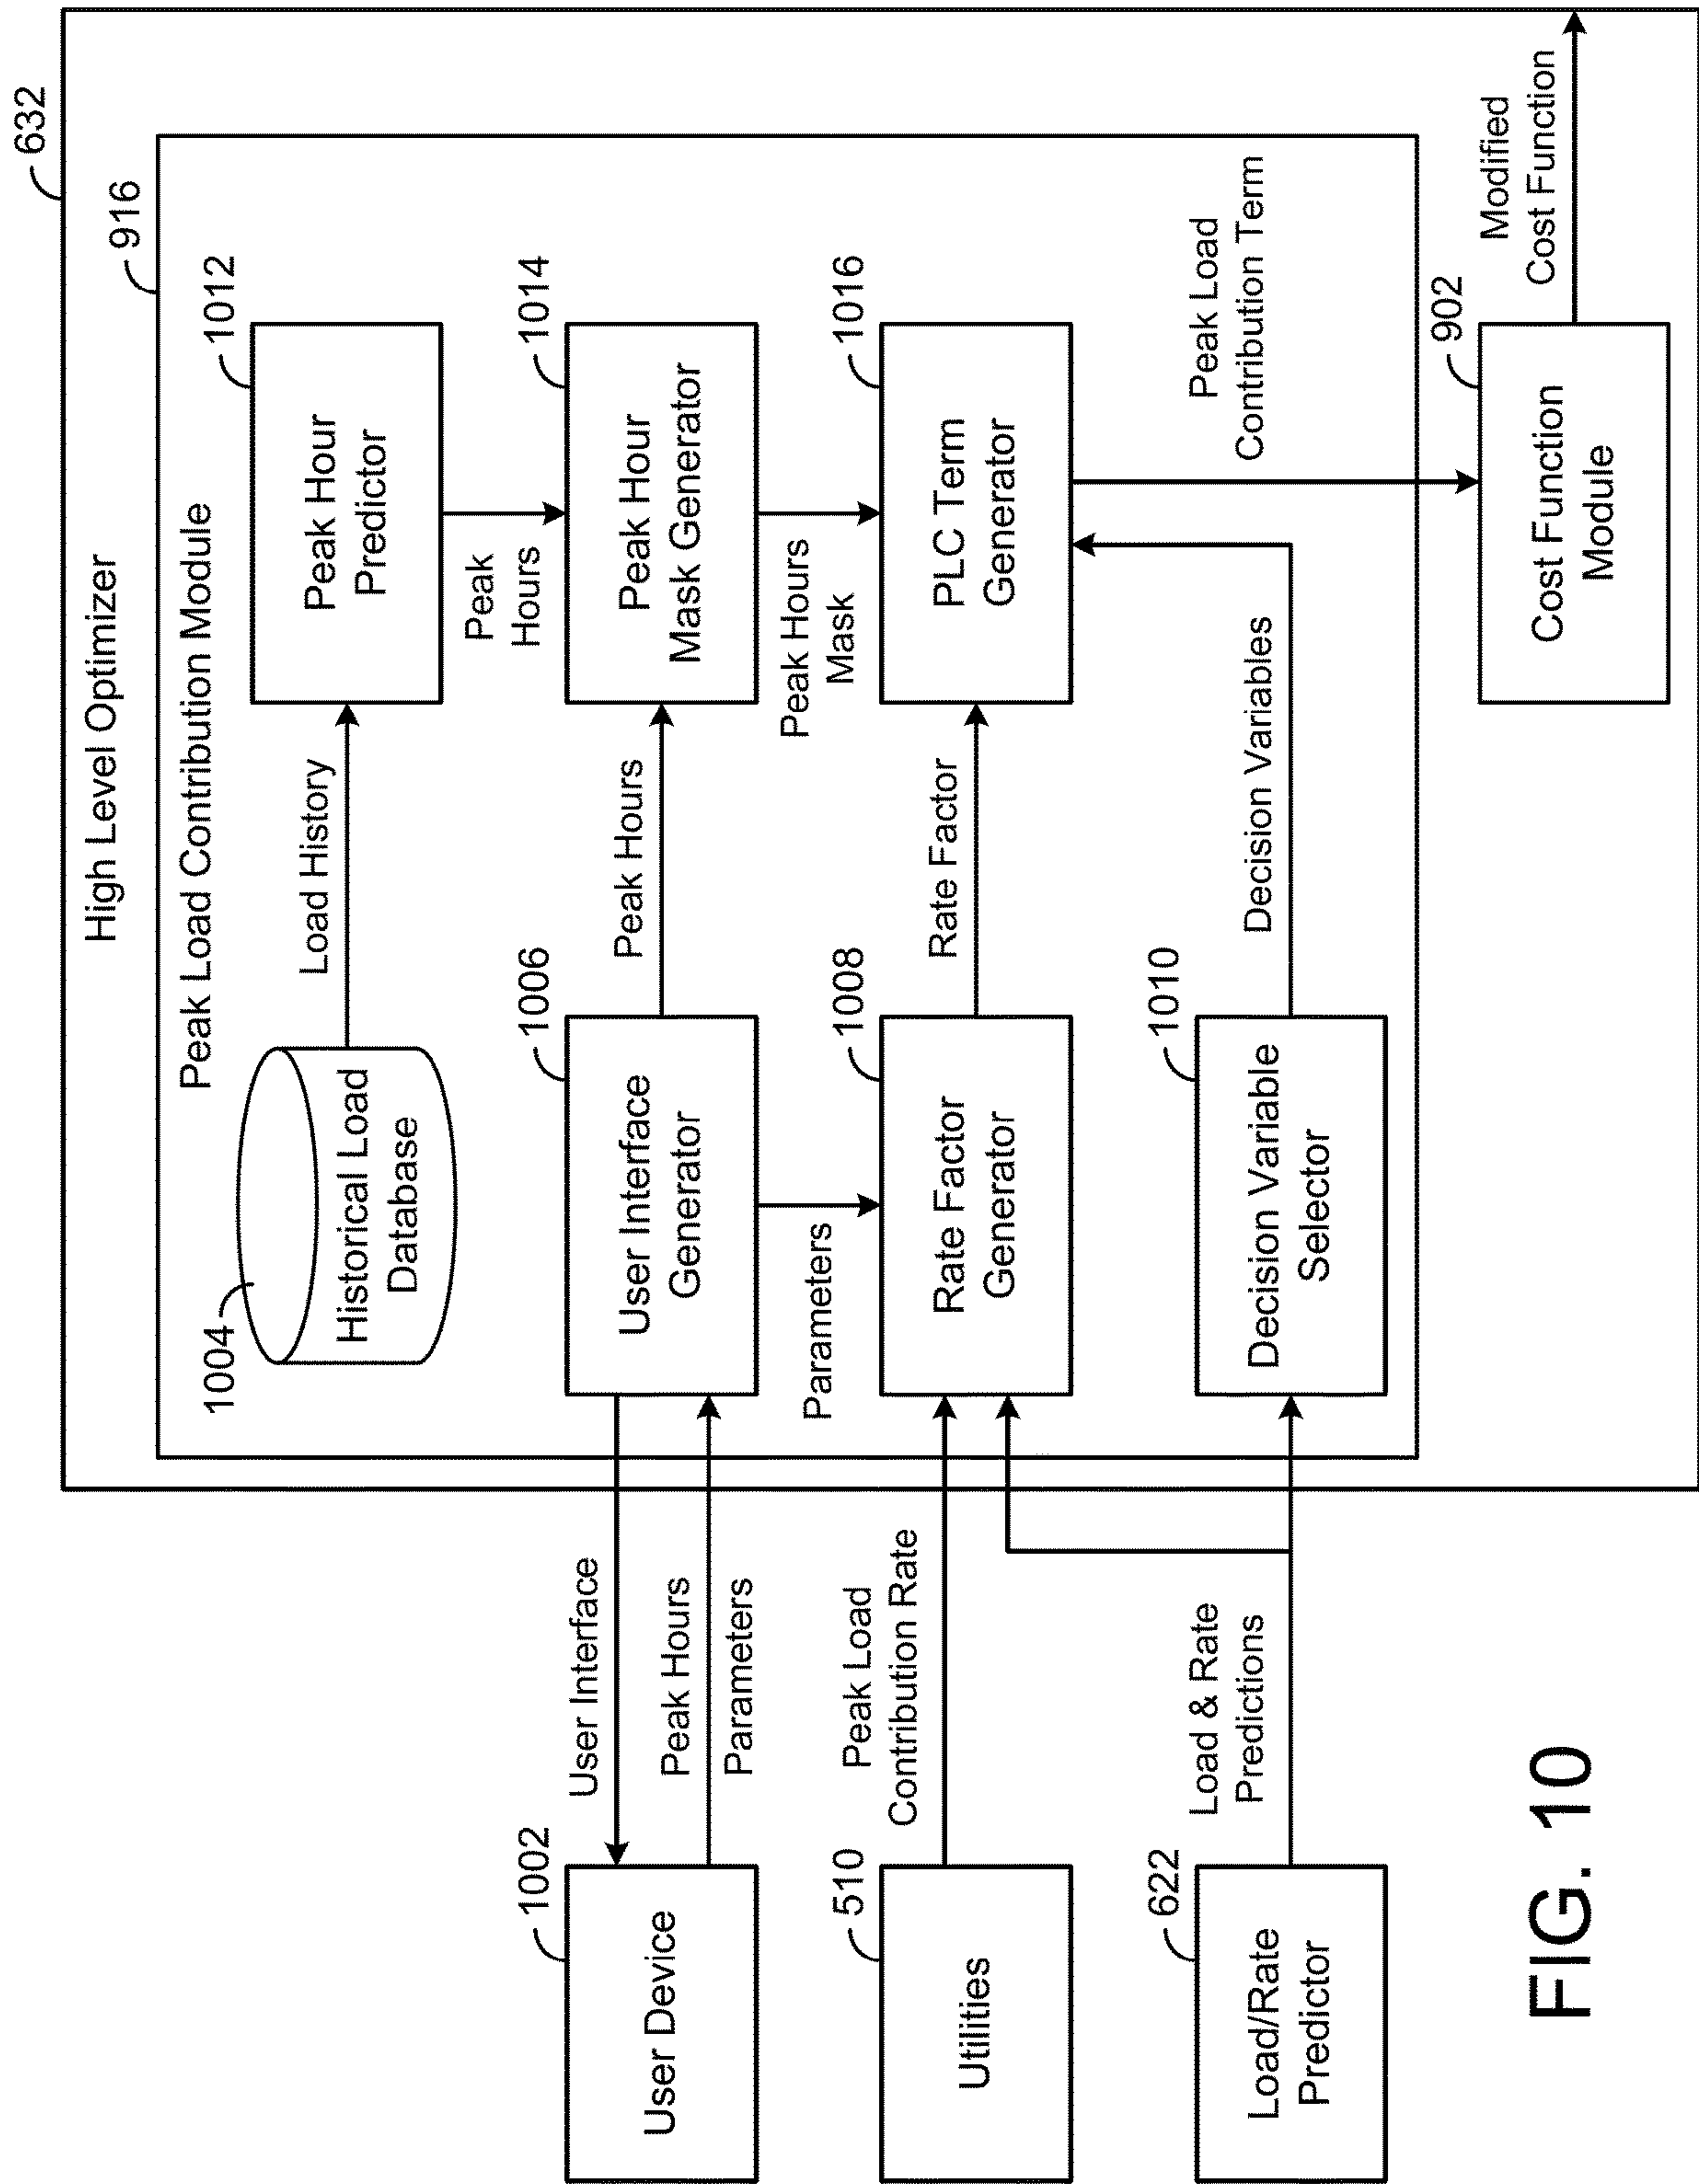 632
High Level Optimizer
916
Peak Load Contribution Module
1004
Historical Load
Database
Load History
1012
Peak Hour
Predictor
Peak
Hours
1002
User Device
User Interface
Peak Hours
Parameters
1006
User Interface
Generator
Peak Hours
1014
Peak Hour
Mask Generator
Parameters
Peak Hours
Mask
510
Utilities
Peak Load
Contribution Rate
1008
Rate Factor
Generator
Rate Factor
1016
PLC Term
Generator
622
Load/Rate
Predictor
Load & Rate
Predictions
1010
Decision Variable
Selector
Decision Variables
Peak Load
Contribution Term
902
Cost Function
Module
Modified
Cost Function
FIG. 10